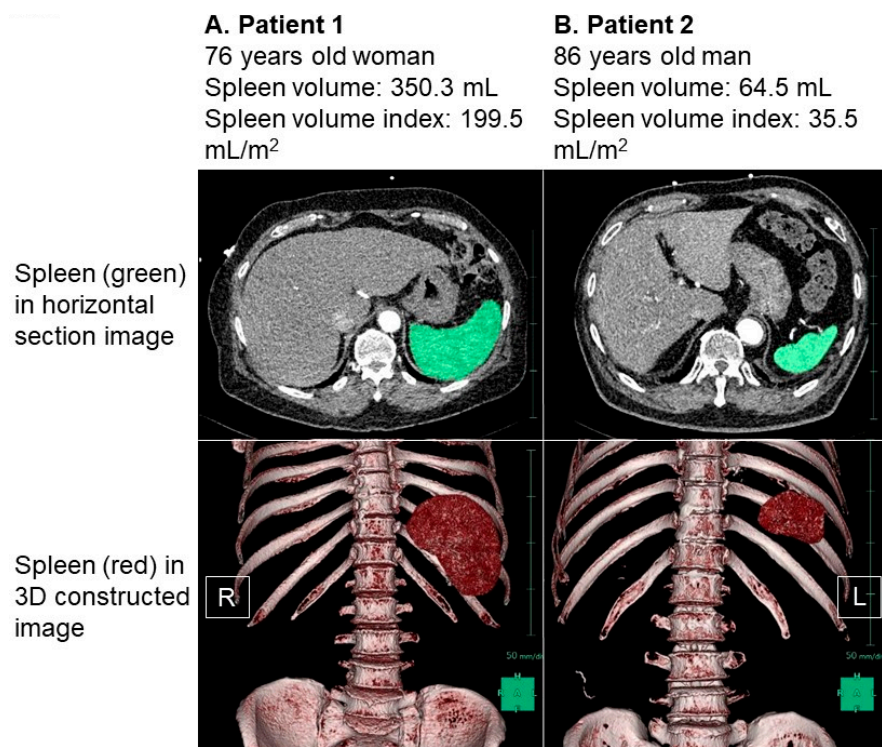 A. Patient 1
76 years old woman
Spleen volume: 350.3 mL
Spleen volume index: 199.5
mL/m²
B. Patient 2
86 years old man
Spleen volume: 64.5 mL
Spleen volume index: 35.5
mL/m²
Spleen (green)
in horizontal
section image
Spleen (red) in
3D constructed
image
R
L
50 mm/di
50 mm/di
H
R A L